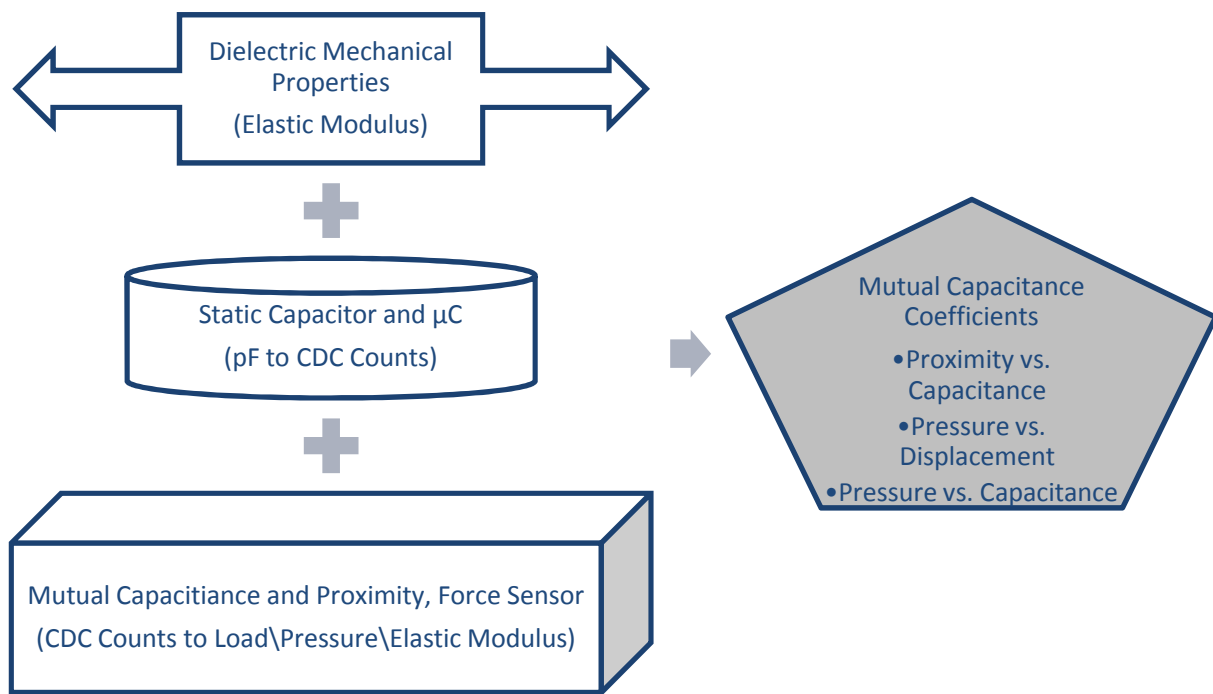 Dielectric Mechanical
Properties
(Elastic Modulus)
Static Capacitor and µC
(pF to CDC Counts)
Mutual Capacitiance and Proximity, Force Sensor
(CDC Counts to Load\Pressure\Elastic Modulus)
Mutual Capacitance
Coefficients
•Proximity vs.
Capacitance
•Pressure vs.
Displacement
•Pressure vs. Capacitance